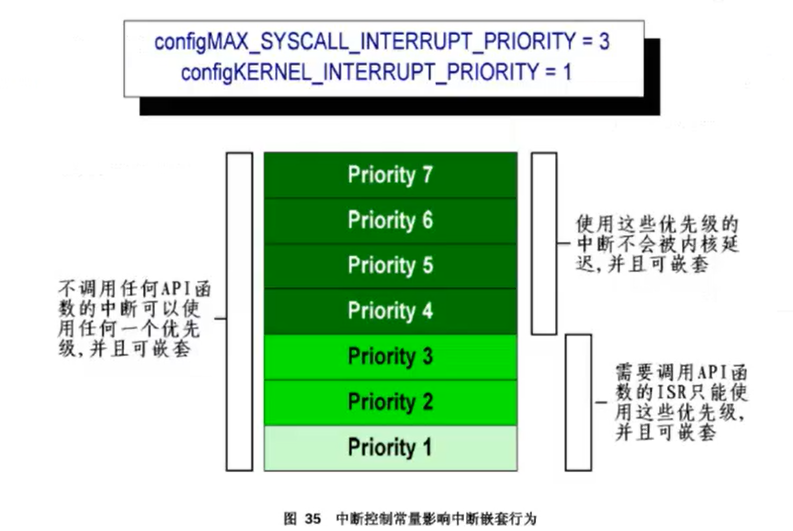 configMAX_SYSCALL_INTERRUPT_PRIORITY = 3
configKERNEL_INTERRUPT_PRIORITY = 1
Priority 7
Priority 6
Priority 5
Priority 4
Priority 3
Priority 2
Priority 1
不调用任何API函
数的中断可以使
用任何一个优先
级,并且可嵌套
使用这些优先级的
中断不会被内核延
迟,并且可嵌套
需要调用API函
数的ISR只能使
用这些优先级,
并且可嵌套
图 35 中断控制常量影响中断嵌套行为